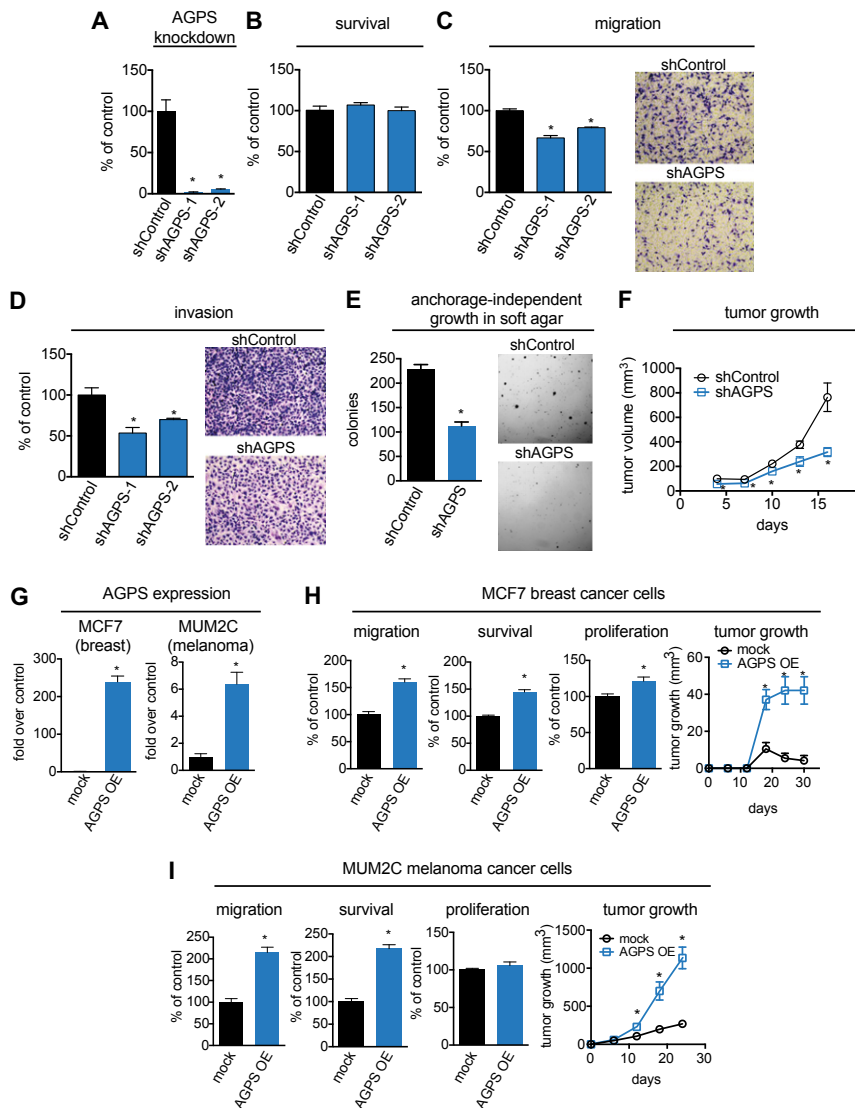 A
AGPS
knockdown
% of control
150
100
50
0
*
*
shControl
shAGPS-1
shAGPS-2
B
survival
% of control
150
100
50
0
shControl
shAGPS-1
shAGPS-2
C
migration
% of control
150
100
50
0
*
*
shControl
shAGPS-1
shAGPS-2
shControl
shAGPS
D
invasion
% of control
150
100
50
0
*
*
shControl
shAGPS-1
shAGPS-2
shControl
shAGPS
E
anchorage-independent
growth in soft agar
colonies
250
200
150
100
50
0
*
shControl
shAGPS
shControl
shAGPS
F
tumor growth
tumor volume (mm3)
1000
800
600
400
200
0
shControl
shAGPS
* * * * *
0 5 10 15
days
G
AGPS expression
MCF7
(breast)
fold over control
300
200
100
0
*
mock
AGPS OE
MUM2C
(melanoma)
fold over control
8
6
4
2
0
*
mock
AGPS OE
H
MCF7 breast cancer cells
migration
% of control
200
150
100
50
0
*
mock
AGPS OE
survival
% of control
200
150
100
50
0
*
mock
AGPS OE
proliferation
% of control
150
100
50
0
*
mock
AGPS OE
tumor growth
tumor growth (mm3)
60
40
20
0
mock
AGPS OE
* * *
0 10 20 30
days
I
MUM2C melanoma cancer cells
migration
% of control
250
200
150
100
50
0
*
mock
AGPS OE
survival
% of control
250
200
150
100
50
0
*
mock
AGPS OE
proliferation
% of control
150
100
50
0
mock
AGPS OE
tumor growth
tumor growth (mm3)
1500
1000
500
0
mock
AGPS OE
* * *
0 10 20 30
days